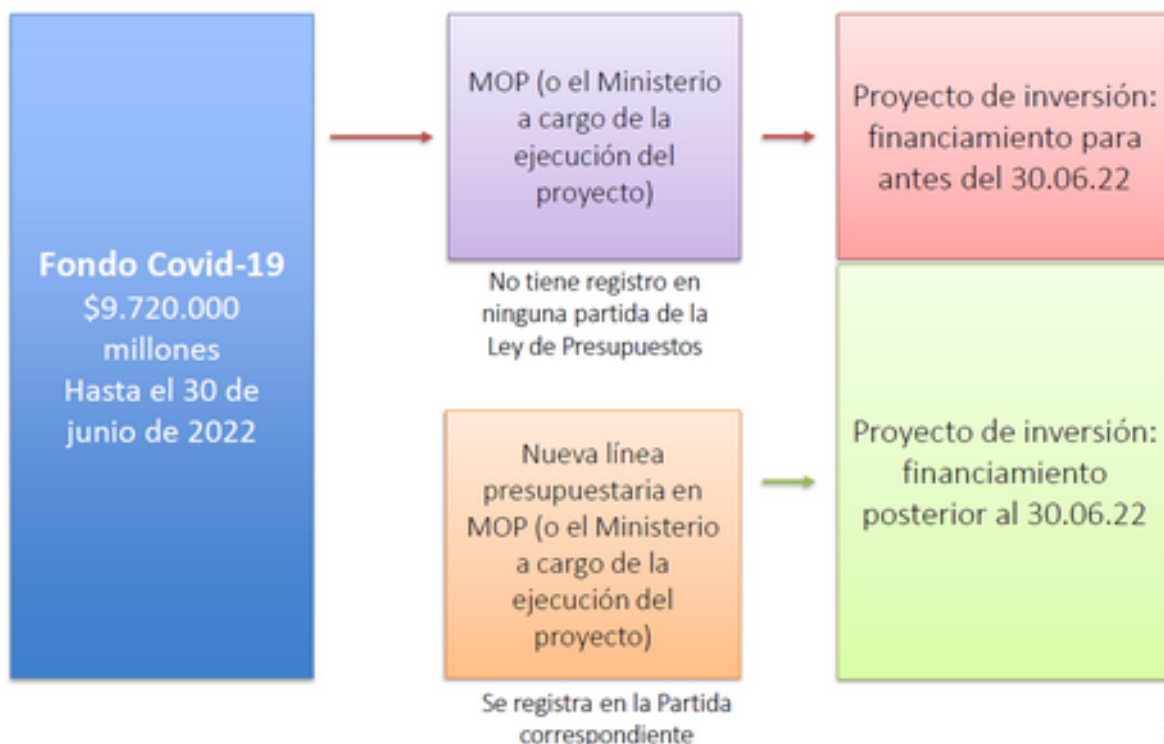 Fondo Covid-19
$9.720.000
millones
Hasta el 30 de
junio de 2022
MOP (o el Ministerio
a cargo de la
ejecución del
proyecto)
No tiene registro en
ninguna partida de la
Ley de Presupuestos
Proyecto de inversión:
financiamiento para
antes del 30.06.22
Nueva línea
presupuestaria en
MOP (o el Ministerio
a cargo de la
ejecución del
proyecto)
Se registra en la Partida
correspondiente
Proyecto de inversión:
financiamiento
posterior al 30.06.22